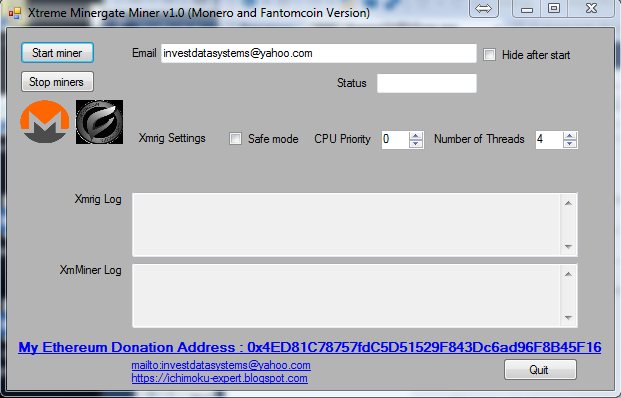 Xtreme Minergate Miner v1.0 (Monero and Fantomcoin Version)
Start miner Email investdatasystems@yahoo.com Hide after start
Stop miners Status
Xmrig Settings Safe mode CPU Priority 0 Number of Threads 4
Xmrig Log
XmMiner Log
My Ethereum Donation Address : 0x4ED81C78757fdC5D51529F843Dc6ad96F8B45F16
mailto:investdatasystems@yahoo.com
https://ichimoku-expert.blogspot.com Quit